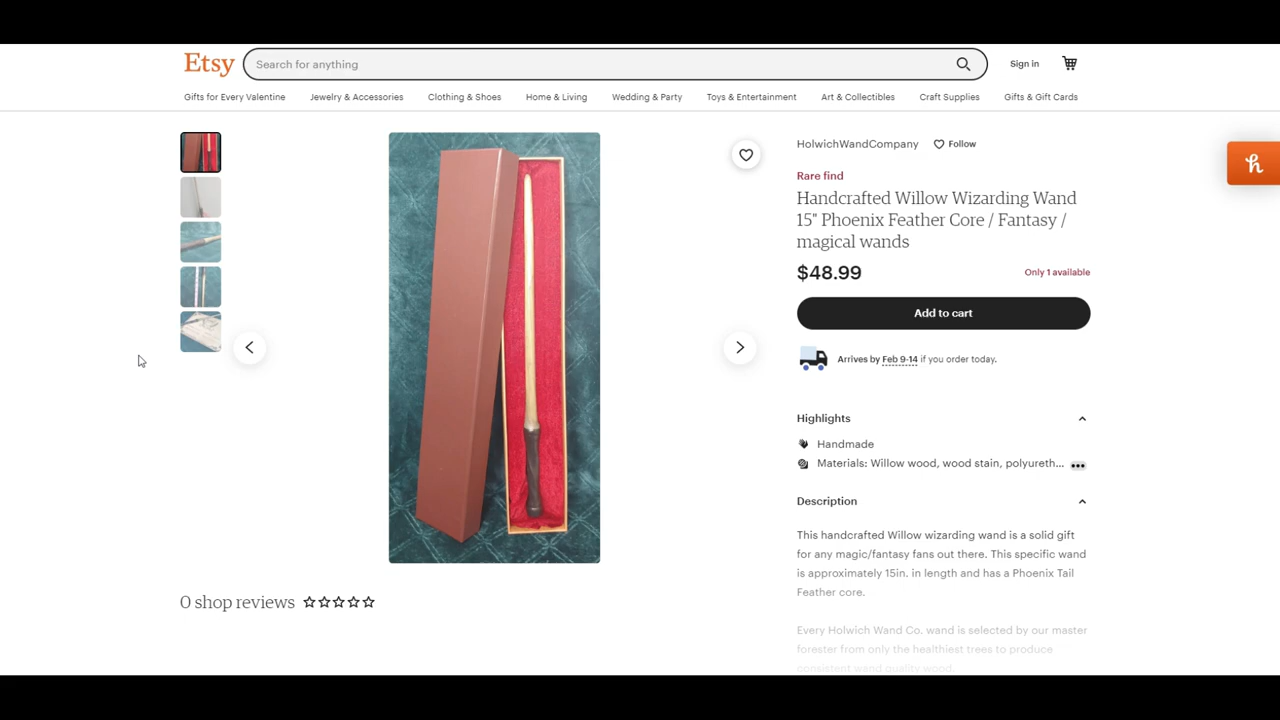 Etsy
Search for anything
Sign in
Gifts for Every Valentine
Jewelry & Accessories
Clothing & Shoes
Home & Living
Wedding & Party
Toys & Entertainment
Art & Collectibles
Craft Supplies
Gifts & Gift Cards
HolwichWandCompany
Follow
h
Rare find
Handcrafted Willow Wizarding Wand
15" Phoenix Feather Core / Fantasy /
magical wands
$48.99
Only 1 available
Add to cart
Arrives by Feb 9-14 if you order today.
Highlights
Handmade
Materials: Willow wood, wood stain, polyureth...
Description
This handcrafted Willow wizarding wand is a solid gift
for any magic/fantasy fans out there. This specific wand
is approximately 15in. in length and has a Phoenix Tail
Feather core.
0 shop reviews
Every Holwich Wand Co. wand is selected by our master
forester from only the healthiest trees to produce
consistent wand quality wood.